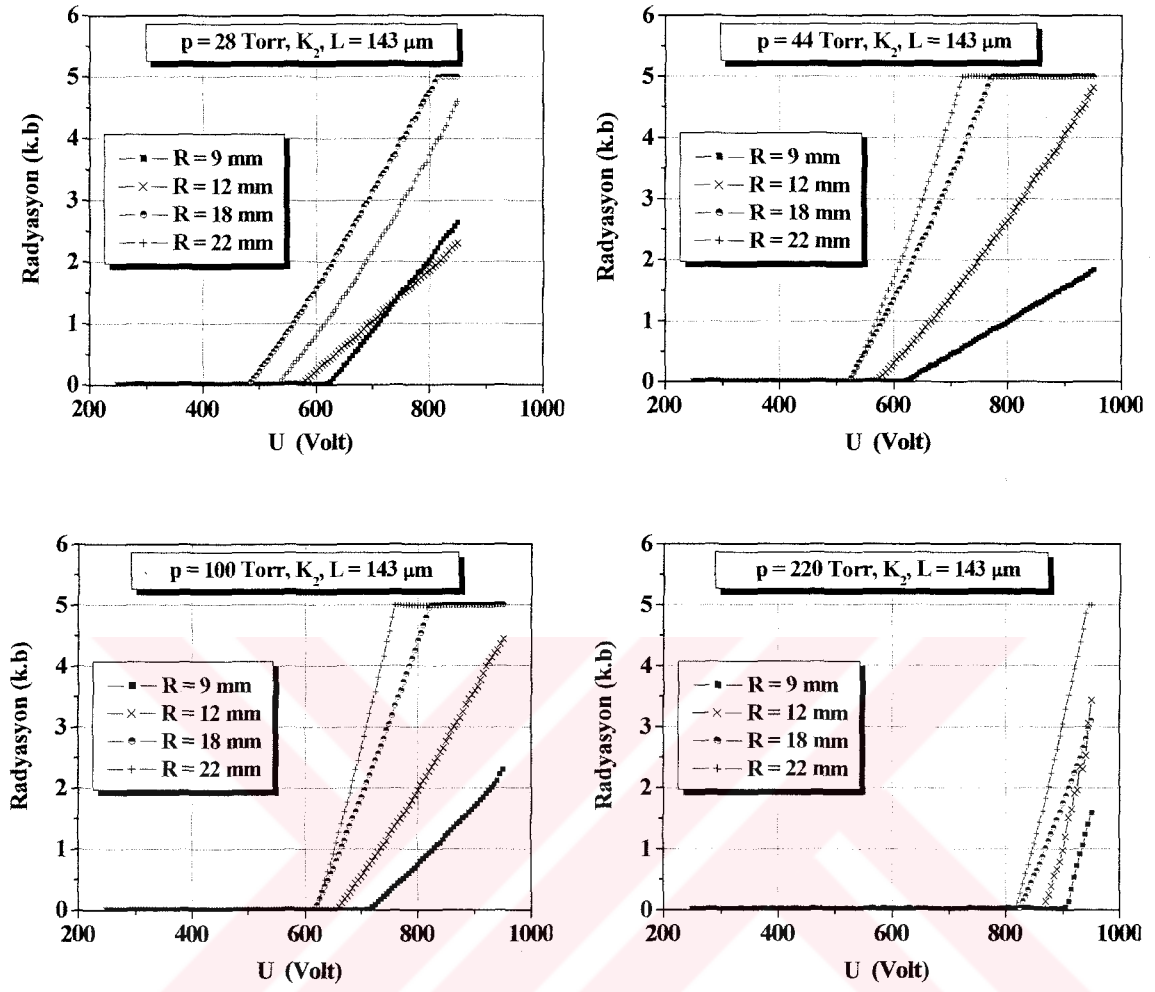 p = 28 Torr, K₂, L = 143 µm
Radyasyon (k.b)
6
5
4
3
2
1
0
R = 9 mm
R = 12 mm
R = 18 mm
R = 22 mm
200 400 600 800 1000
U (Volt)
p = 44 Torr, K₂, L = 143 µm
Radyasyon (k.b)
6
5
4
3
2
1
0
R = 9 mm
R = 12 mm
R = 18 mm
R = 22 mm
200 400 600 800 1000
U (Volt)
p = 100 Torr, K₂, L = 143 µm
Radyasyon (k.b)
6
5
4
3
2
1
0
R = 9 mm
R = 12 mm
R = 18 mm
R = 22 mm
200 400 600 800 1000
U (Volt)
p = 220 Torr, K₂, L = 143 µm
Radyasyon (k.b)
6
5
4
3
2
1
0
R = 9 mm
R = 12 mm
R = 18 mm
R = 22 mm
200 400 600 800 1000
U (Volt)